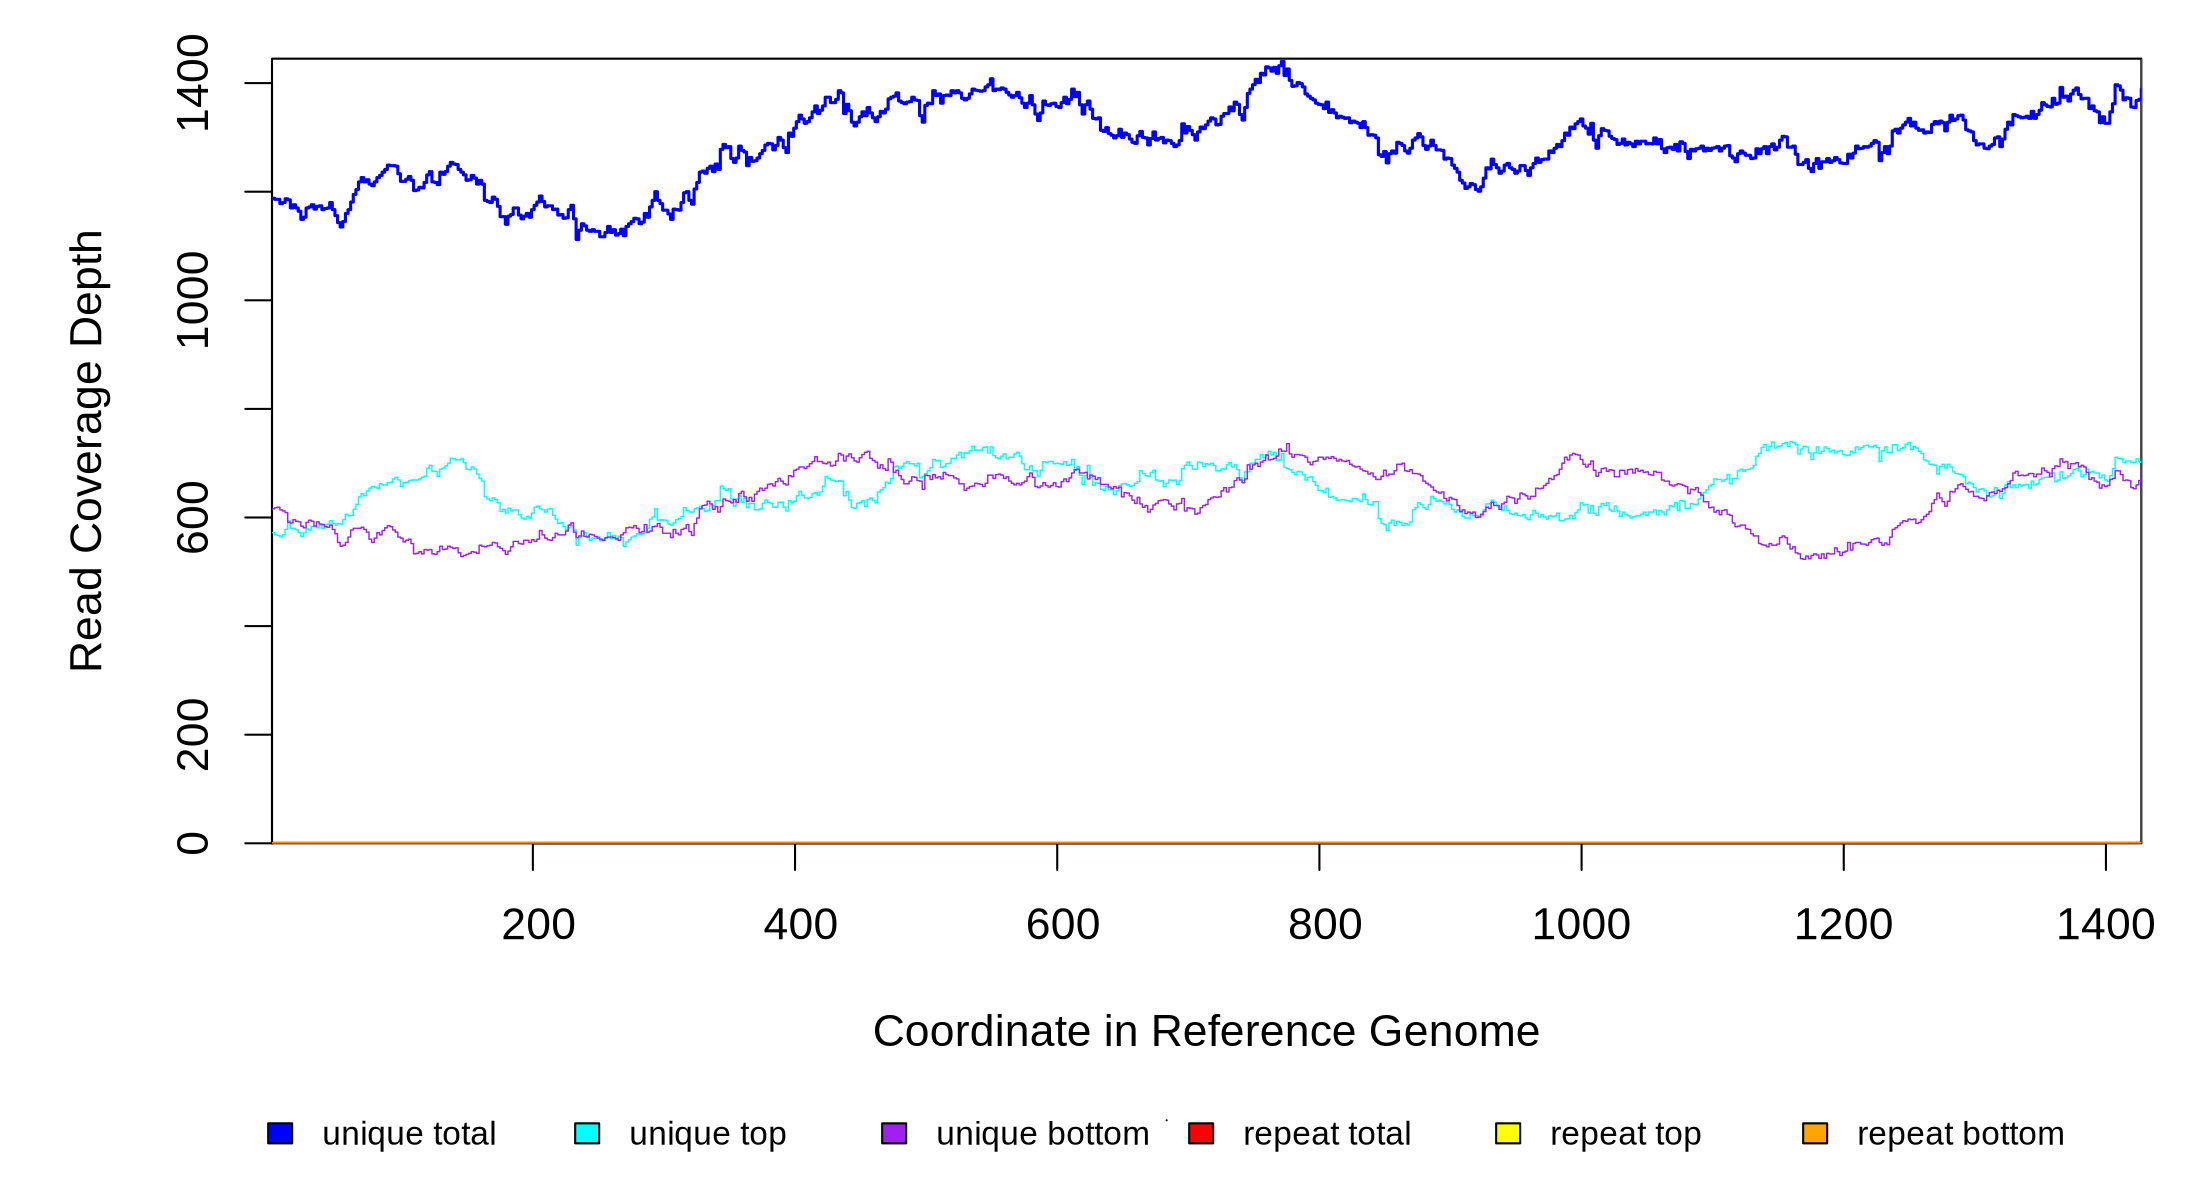 Read Coverage Depth
1400
1000
600
200
0
200 400 600 800 1000 1200 1400
Coordinate in Reference Genome
unique total unique top unique bottom repeat total repeat top repeat bottom